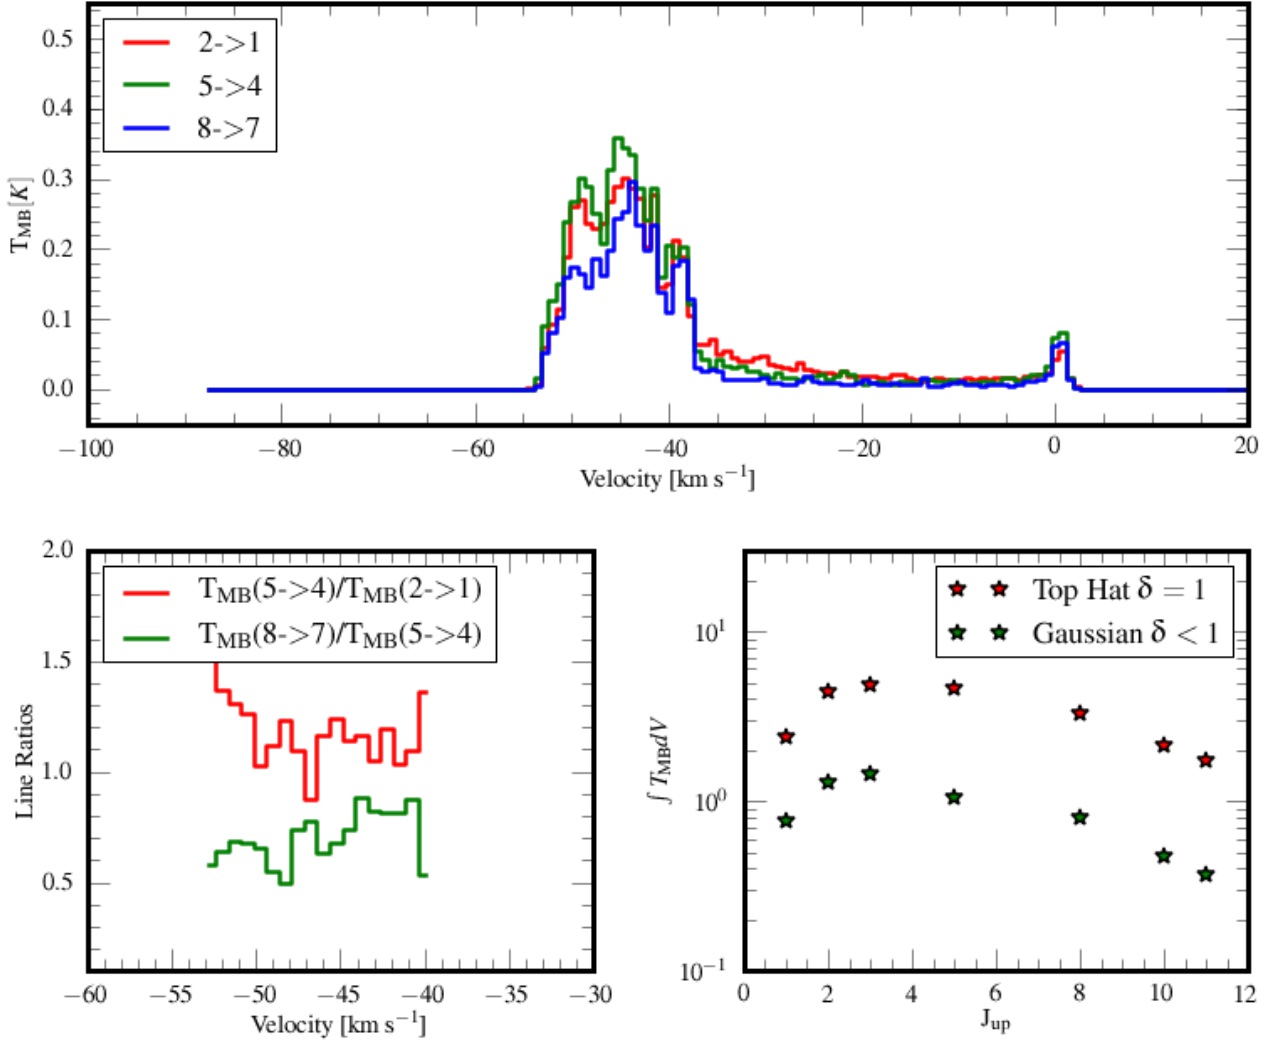 2->1
5->4
8->7
0.5
0.4
0.3
0.2
0.1
0.0
T_MB[K]
−100 −80 −60 −40 −20 0 20
Velocity [km s⁻¹]
T_MB(5->4)/T_MB(2->1)
T_MB(8->7)/T_MB(5->4)
2.0
1.5
1.0
0.5
Line Ratios
−60 −55 −50 −45 −40 −35 −30
Velocity [km s⁻¹]
Top Hat δ = 1
Gaussian δ < 1
10¹
10⁰
10⁻¹
∫ T_MB dV
0 2 4 6 8 10 12
J_up